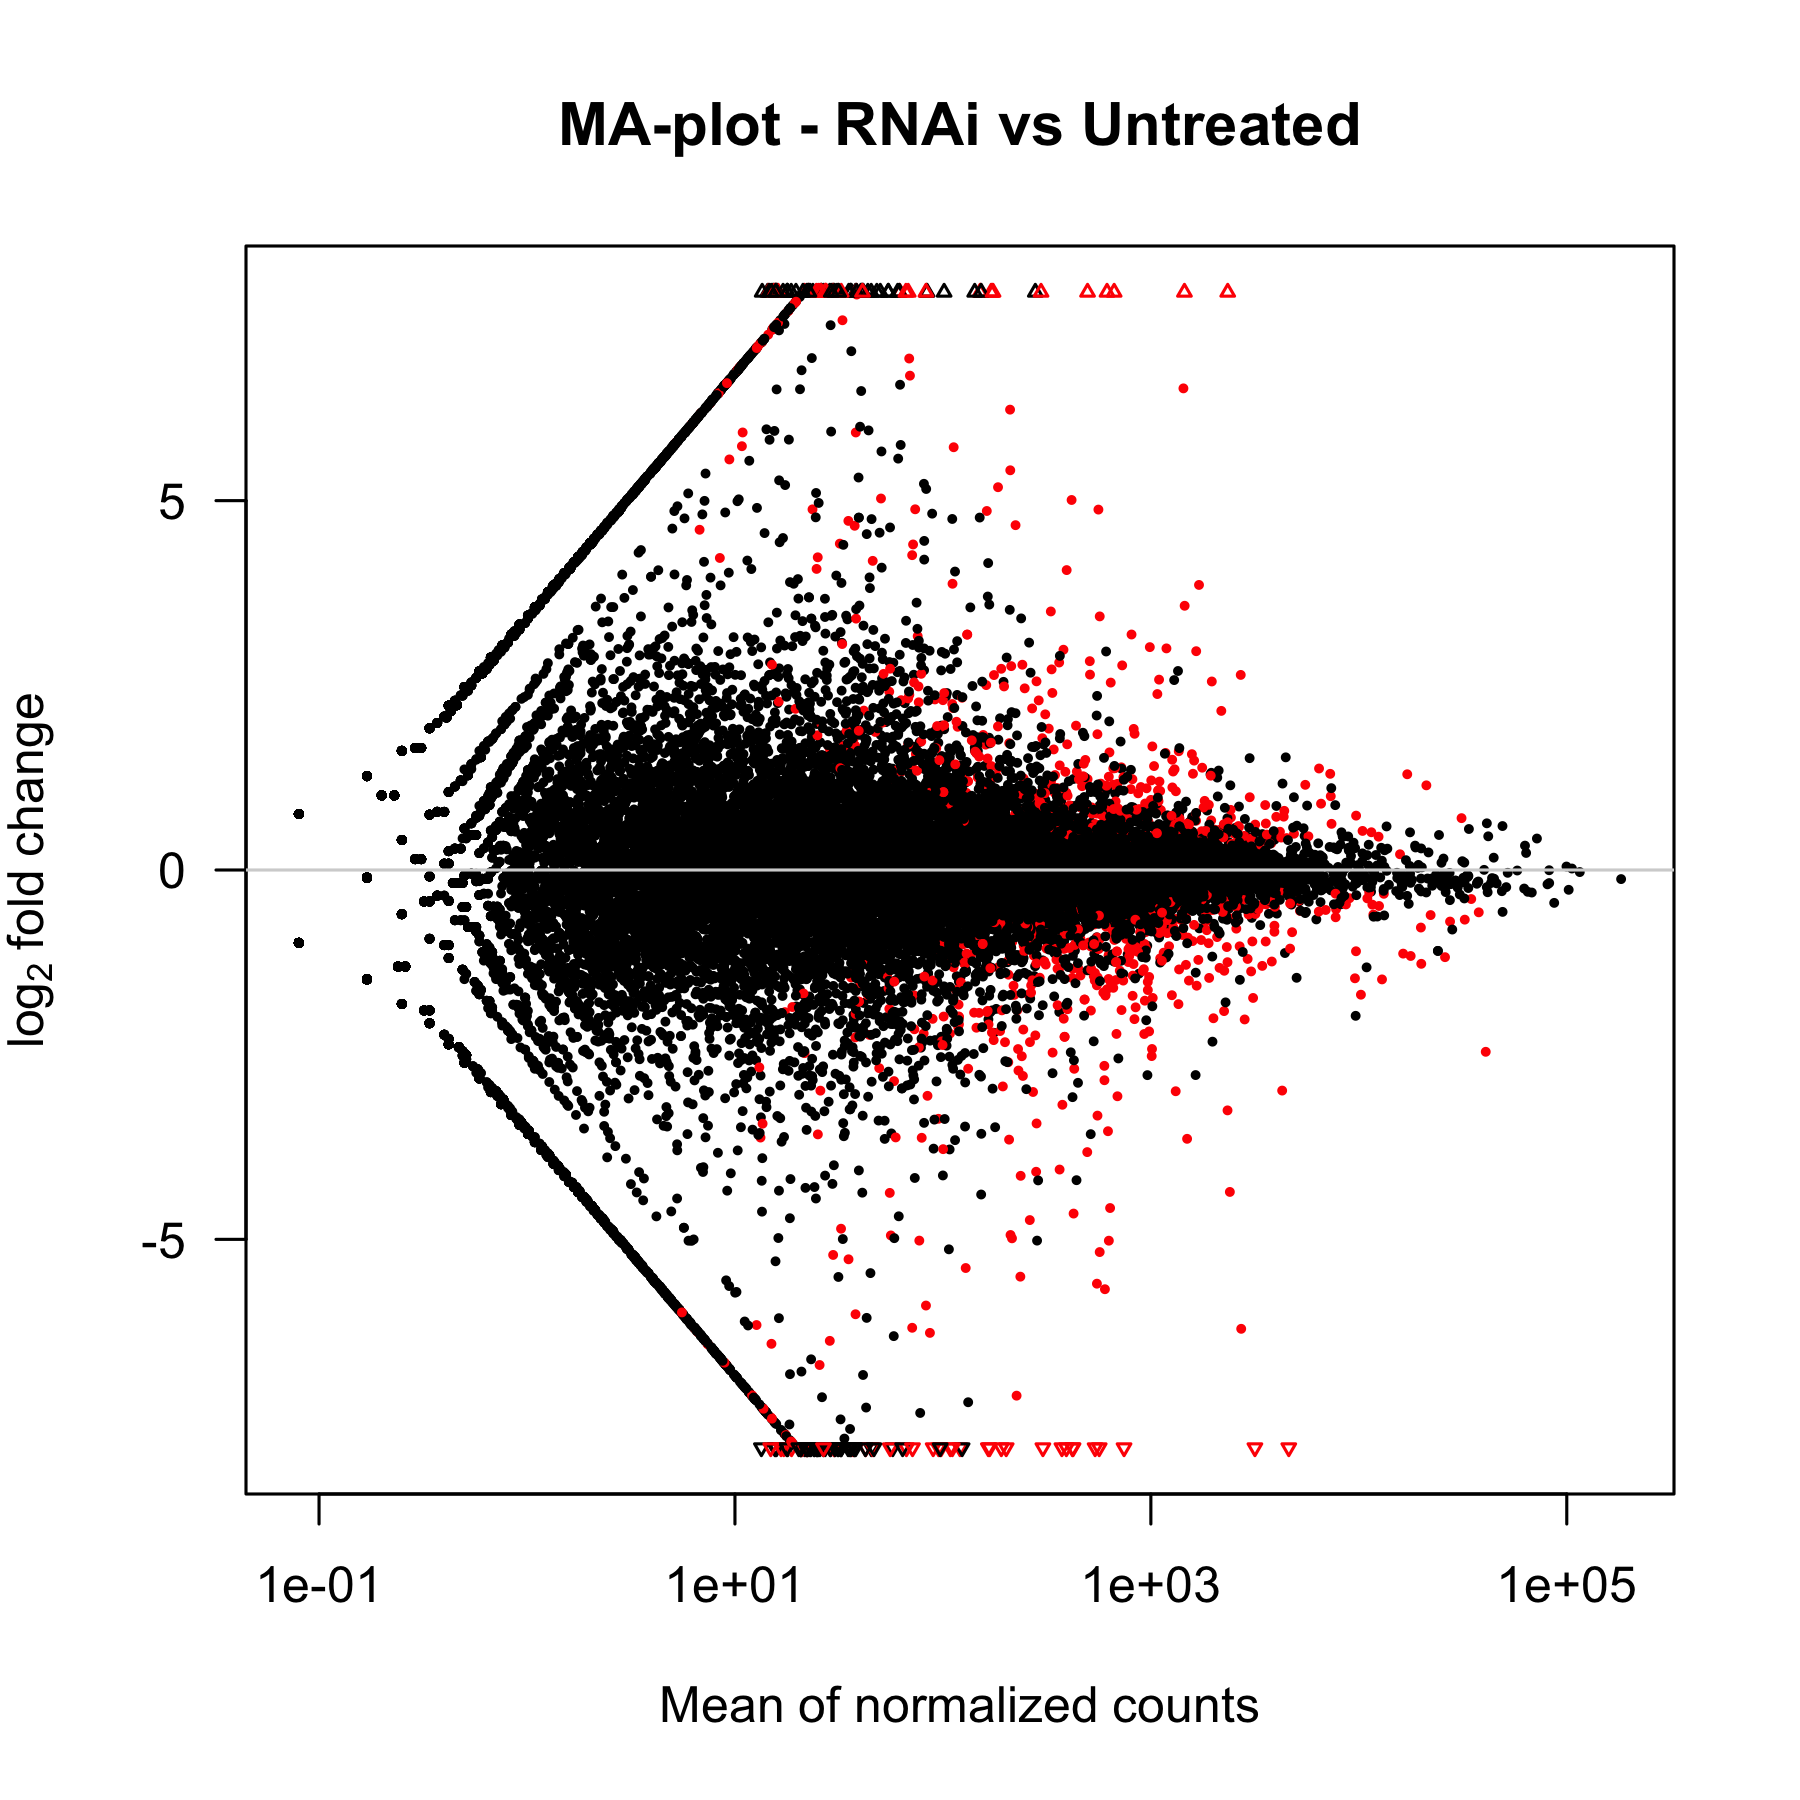 MA-plot - RNAi vs Untreated
5
0
-5
log₂ fold change
1e-01 1e+01 1e+03 1e+05
Mean of normalized counts